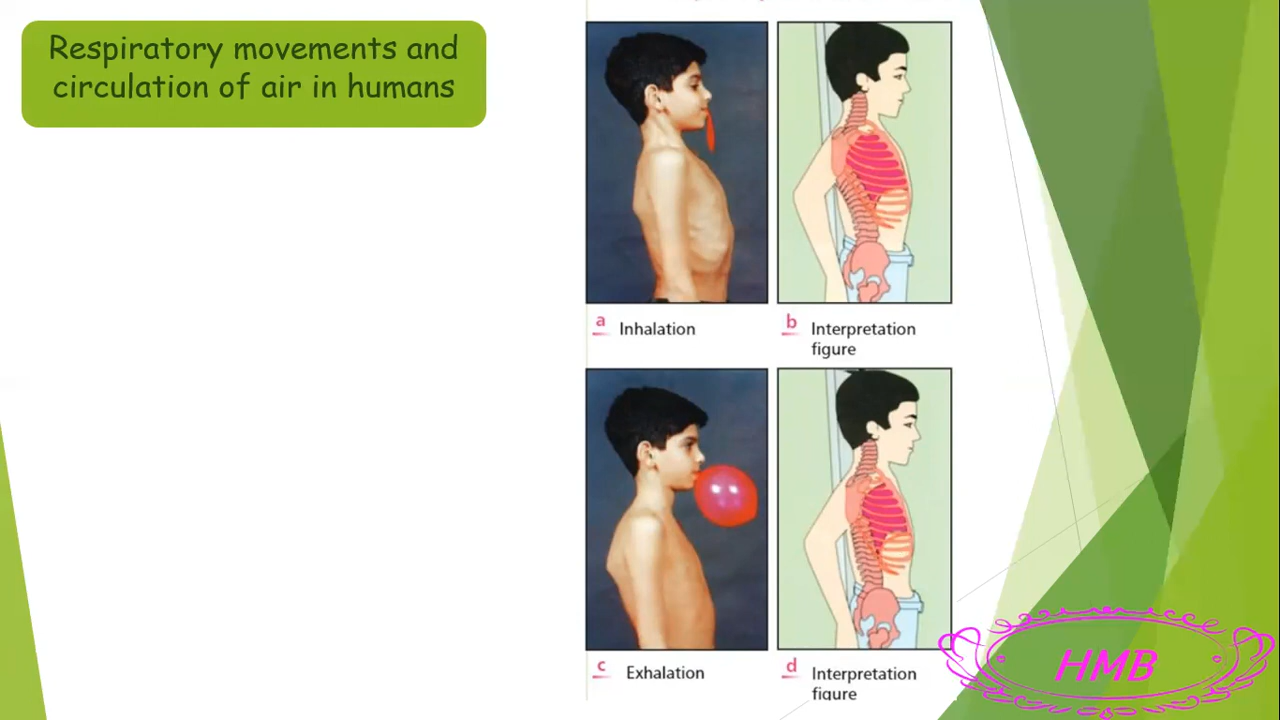 Respiratory movements and
circulation of air in humans
a Inhalation
b Interpretation
figure
c Exhalation
d Interpretation
figure
HMB